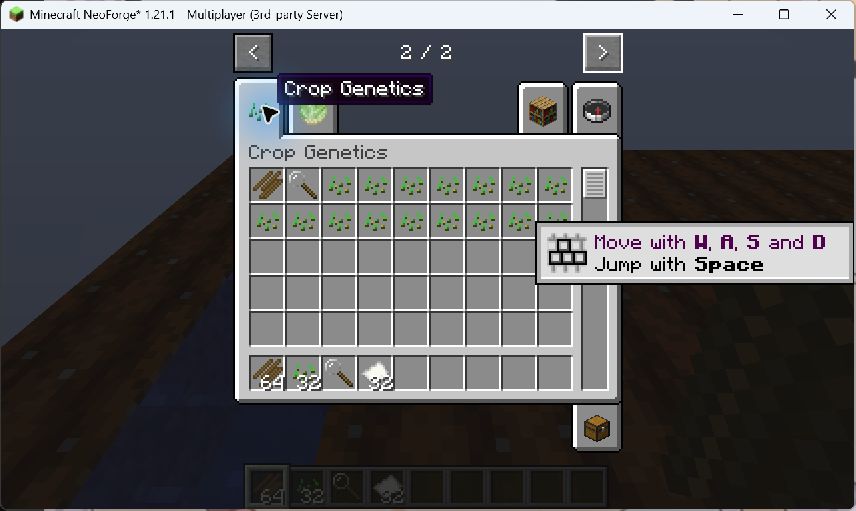 Minecraft NeoForge* 1.21.1 - Multiplayer (3rd-party Server)
< 2 / 2 >
Crop Genetics
Crop Genetics
Move with W, A, S and D
Jump with Space
64 32 32
64 32 32